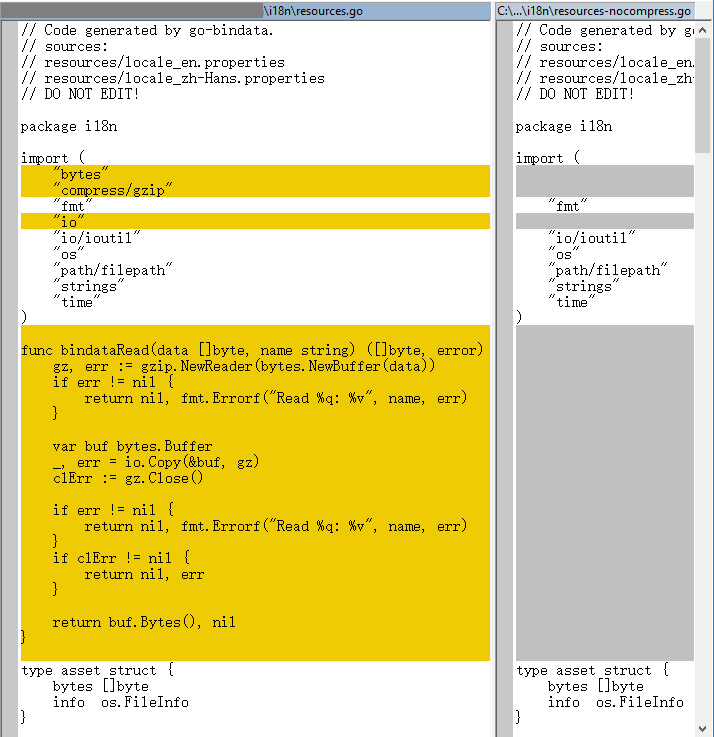 \i18n\resources.go
// Code generated by go-bindata.
// sources:
// resources/locale_en.properties
// resources/locale_zh-Hans.properties
// DO NOT EDIT!
package i18n
import (
"bytes"
"compress/gzip"
"fmt"
"io"
"io/ioutil"
"os"
"path/filepath"
"strings"
"time"
)
func bindataRead(data []byte, name string) ([]byte, error)
gz, err := gzip.NewReader(bytes.NewBuffer(data))
if err != nil {
return nil, fmt.Errorf("Read %q: %v", name, err)
}
var buf bytes.Buffer
_, err = io.Copy(&buf, gz)
clErr := gz.Close()
if err != nil {
return nil, fmt.Errorf("Read %q: %v", name, err)
}
if clErr != nil {
return nil, err
}
return buf.Bytes(), nil
}
type asset struct {
bytes []byte
info  os.FileInfo
}
C:\...\i18n\resources-nocompress.go
// Code generated by go
// sources:
// resources/locale_en.
// resources/locale_zh-
// DO NOT EDIT!
package i18n
import (
"fmt"
"io/ioutil"
"os"
"path/filepath"
"strings"
"time"
)
type asset struct {
bytes []byte
info  os.FileInfo
}